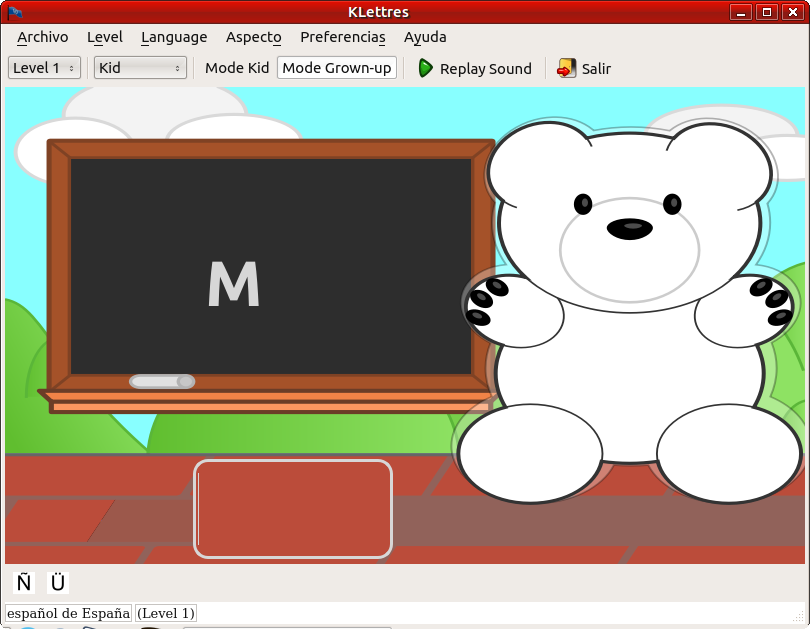 KLettres
Archivo Level Language Aspecto Preferencias Ayuda
Level 1 Kid Mode Kid Mode Grown-up Replay Sound Salir
M
Ñ Ü
español de España (Level 1)